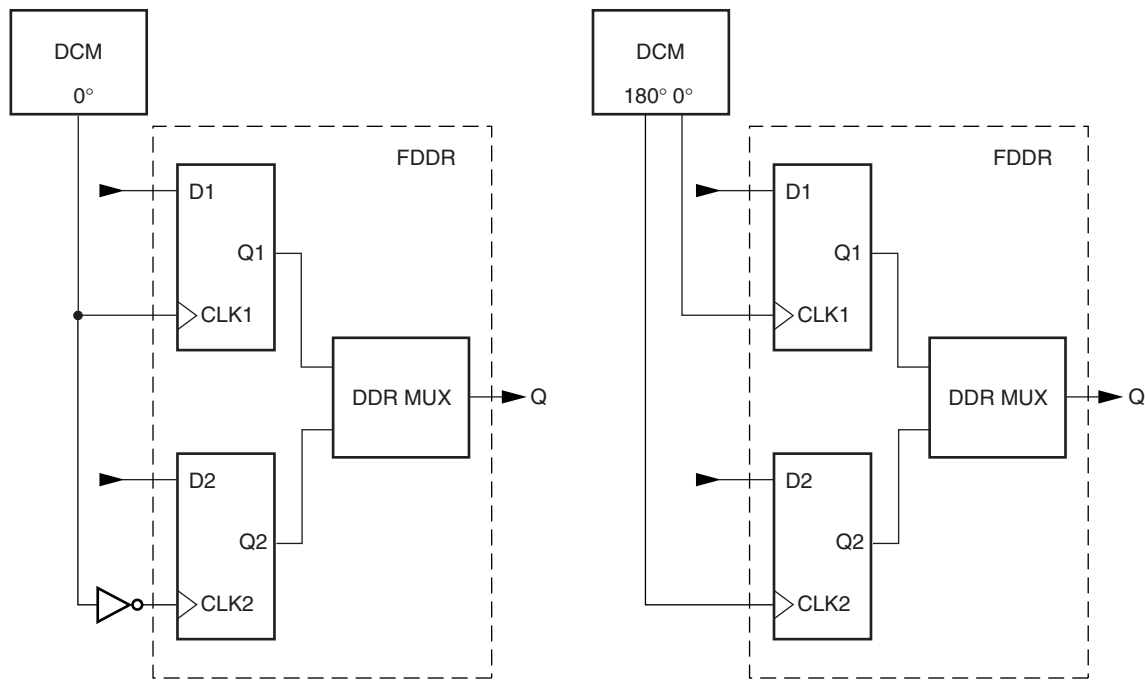 DCM
0°
FDDR
D1
Q1
CLK1
DDR MUX
Q
D2
Q2
CLK2
DCM
180° 0°
FDDR
D1
Q1
CLK1
DDR MUX
Q
D2
Q2
CLK2